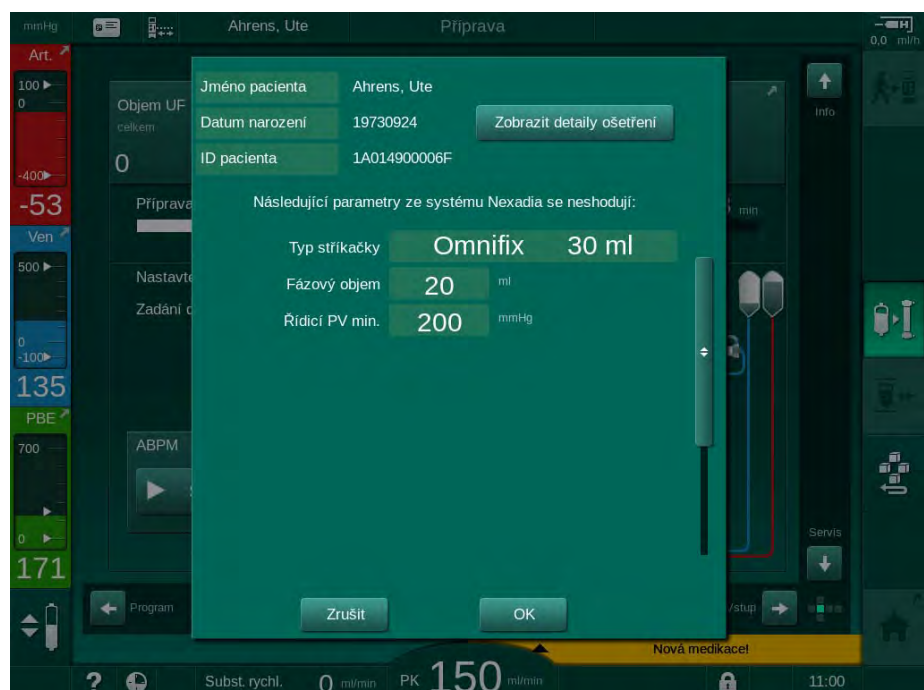 mmHg
Ahrens, Ute
Příprava
0,0 ml/h
Art.
100
0
-400
-53
Ven
500
0
-100
135
PBE
700
0
171
Objem UF
celkem
0
Příprava
min
Nastavte
Zadání
ABPM
Jméno pacienta Ahrens, Ute
Datum narození 19730924 Zobrazit detaily ošetření
ID pacienta 1A014900006F
Následující parametry ze systému Nexadia se neshodují:
Typ stříkačky Omnifix 30 ml
Fázový objem 20 ml
Řídicí PV min. 200 mmHg
Zrušit OK
Info
Servis
Program
Nová medikace!
? Subst. rychl. 0 ml/min PK 150 ml/min 11:00